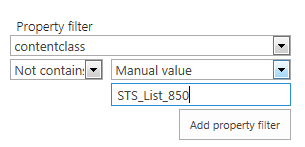 Property filter
contentclass
Not contains Manual value
STS_List_850
Add property filter